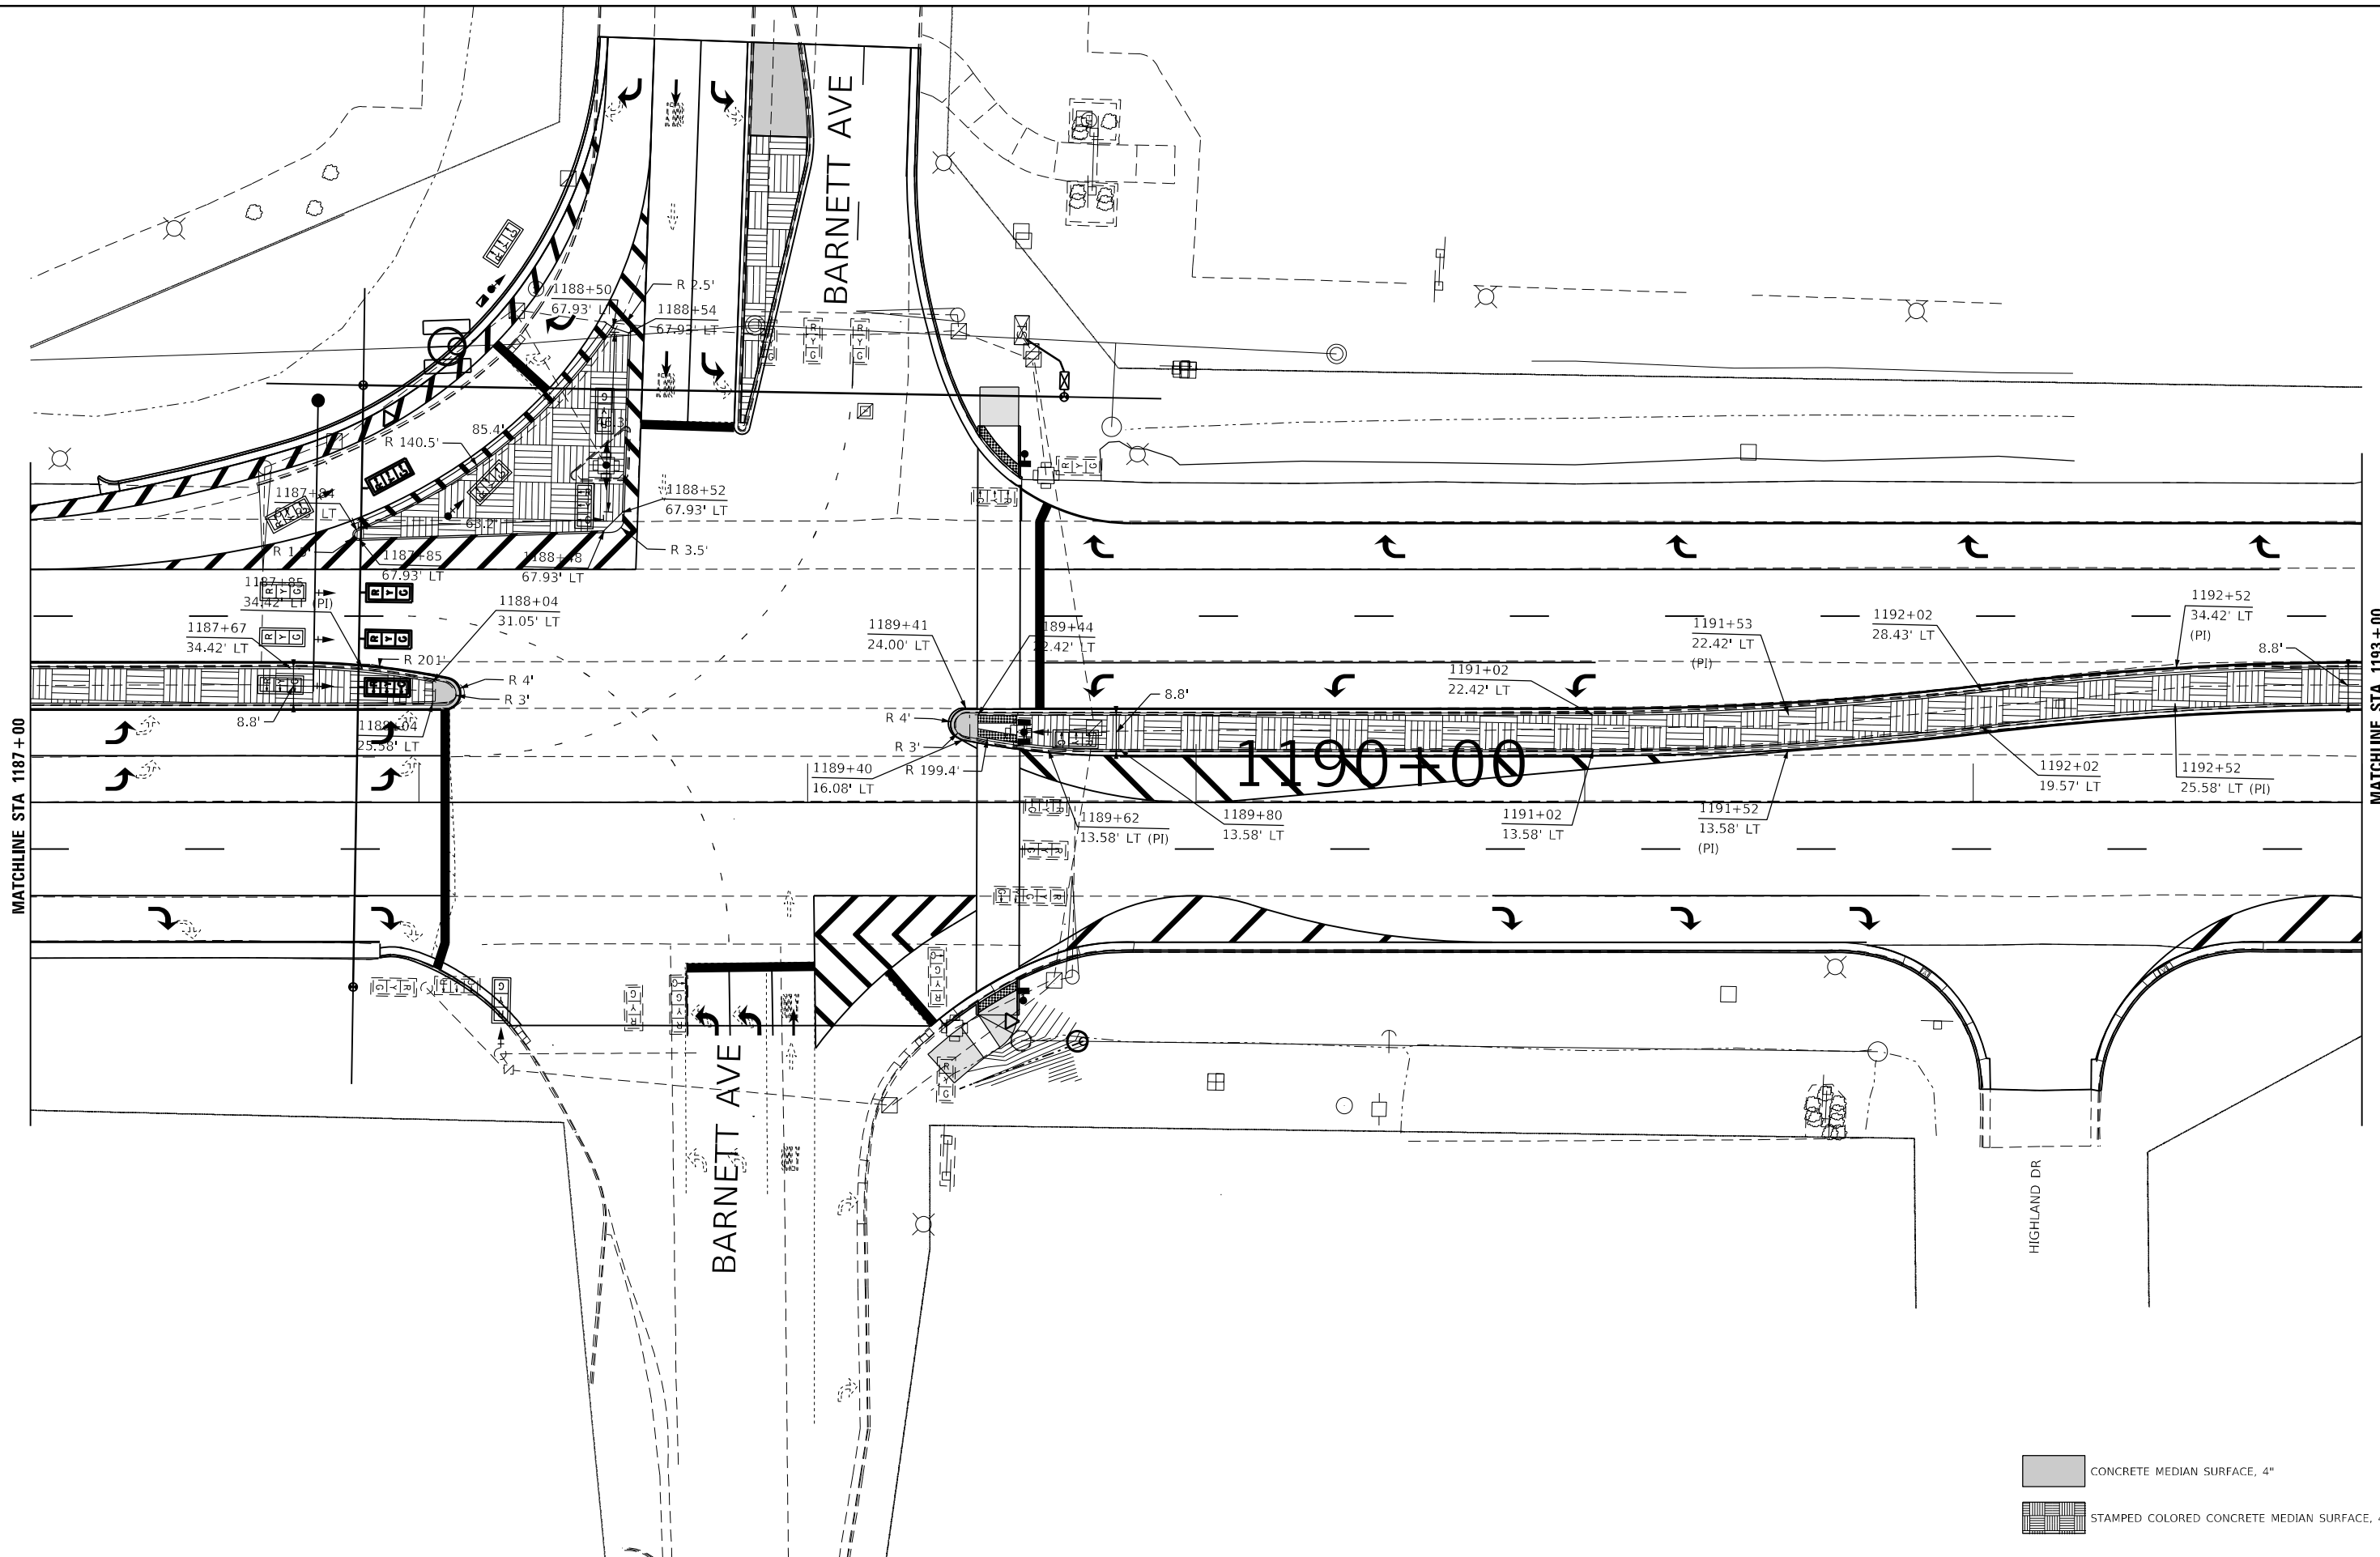 BARNETT AVE
1188+50
67.93' LT
R 2.5'
1188+54
67.93' LT
R 140.5'
85.4'
1188+52
67.93' LT
63.2'
R 3.5'
1187+85
67.93' LT
1188+48
67.93' LT
1187+85
34.42' LT (PI)
1187+67
34.42' LT
1188+04
31.05' LT
R 201'
R 4'
R 3'
8.8'
1188+04
25.58' LT
MATCHLINE STA 1187+00
1189+41
24.00' LT
1189+44
22.42' LT
R 4'
R 3'
8.8'
1189+40
16.08' LT
R 199.4'
1190+00
1189+62
13.58' LT (PI)
1189+80
13.58' LT
1191+02
22.42' LT
1191+53
22.42' LT
(PI)
1192+02
28.43' LT
1192+52
34.42' LT
(PI)
8.8'
1191+02
13.58' LT
1191+52
13.58' LT
(PI)
1192+02
19.57' LT
1192+52
25.58' LT (PI)
MATCHLINE STA 1193+00
BARNETT AVE
HIGHLAND DR
CONCRETE MEDIAN SURFACE, 4"
STAMPED COLORED CONCRETE MEDIAN SURFACE,